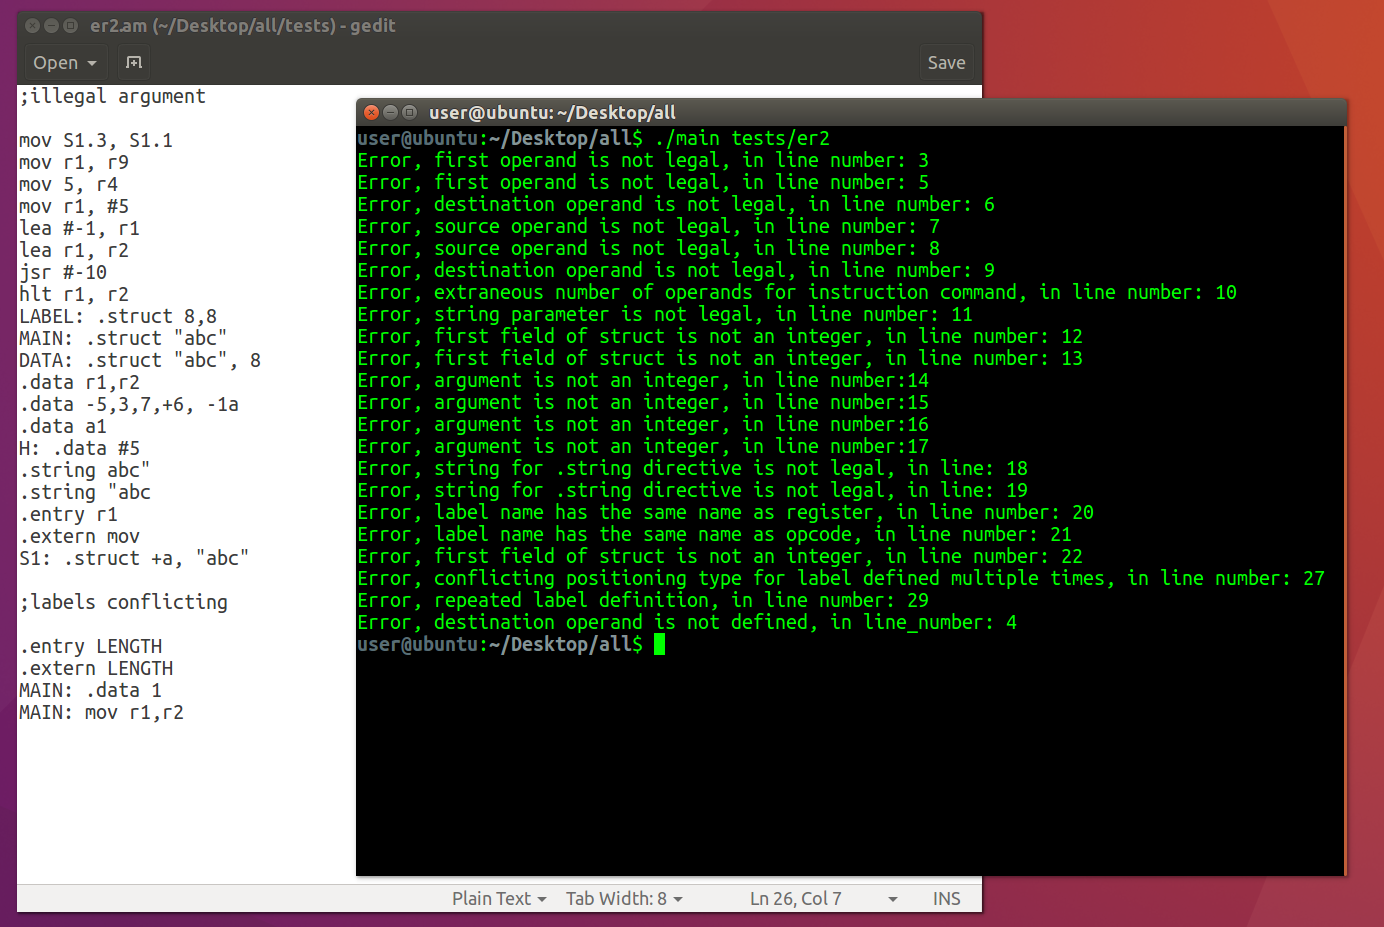 er2.am (~/Desktop/all/tests) - gedit
Open
Save
;illegal argument
mov S1.3, S1.1
mov r1, r9
mov 5, r4
mov r1, #5
lea #-1, r1
lea r1, r2
jsr #-10
hlt r1, r2
LABEL: .struct 8,8
MAIN: .struct "abc"
DATA: .struct "abc", 8
.data r1,r2
.data -5,3,7,+6, -1a
.data a1
H: .data #5
.string abc"
.string "abc
.entry r1
.extern mov
S1: .struct +a, "abc"
;labels conflicting
.entry LENGTH
.extern LENGTH
MAIN: .data 1
MAIN: mov r1,r2
Plain Text
Tab Width: 8
Ln 26, Col 7
INS
user@ubuntu: ~/Desktop/all
user@ubuntu:~/Desktop/all$ ./main tests/er2
Error, first operand is not legal, in line number: 3
Error, first operand is not legal, in line number: 5
Error, destination operand is not legal, in line number: 6
Error, source operand is not legal, in line number: 7
Error, source operand is not legal, in line number: 8
Error, destination operand is not legal, in line number: 9
Error, extraneous number of operands for instruction command, in line number: 10
Error, string parameter is not legal, in line number: 11
Error, first field of struct is not an integer, in line number: 12
Error, first field of struct is not an integer, in line number: 13
Error, argument is not an integer, in line number:14
Error, argument is not an integer, in line number:15
Error, argument is not an integer, in line number:16
Error, argument is not an integer, in line number:17
Error, string for .string directive is not legal, in line: 18
Error, string for .string directive is not legal, in line: 19
Error, label name has the same name as register, in line number: 20
Error, label name has the same name as opcode, in line number: 21
Error, first field of struct is not an integer, in line number: 22
Error, conflicting positioning type for label defined multiple times, in line number: 27
Error, repeated label definition, in line number: 29
Error, destination operand is not defined, in line_number: 4
user@ubuntu:~/Desktop/all$